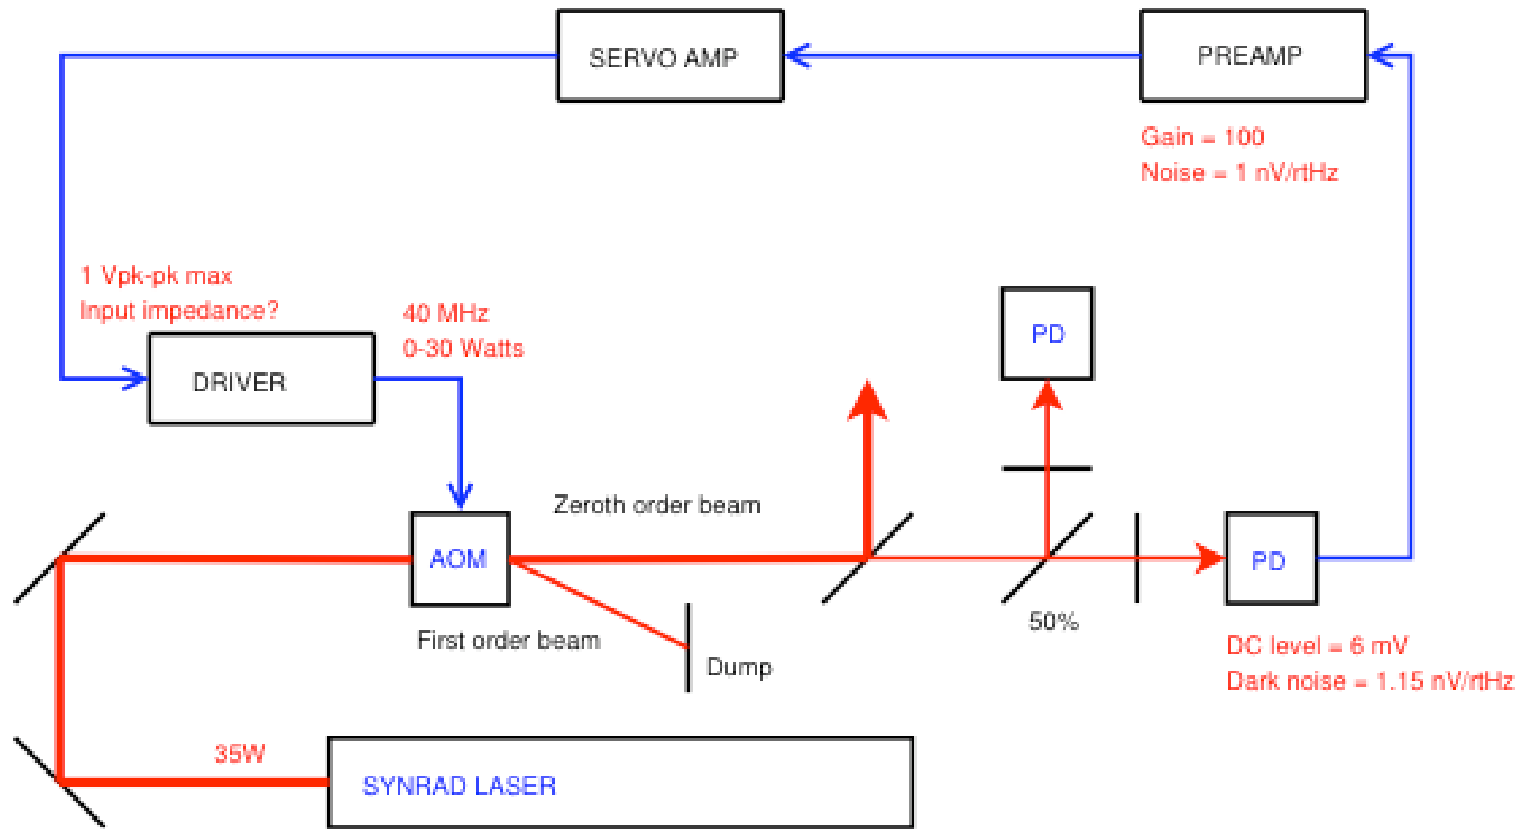 SERVO AMP
PREAMP
Gain = 100
Noise = 1 nV/rtHz
1 Vpk-pk max
Input impedance?
40 MHz
0-30 Watts
DRIVER
PD
Zeroth order beam
AOM
PD
First order beam
50%
Dump
DC level = 6 mV
Dark noise = 1.15 nV/rtHz
35W
SYNRAD LASER